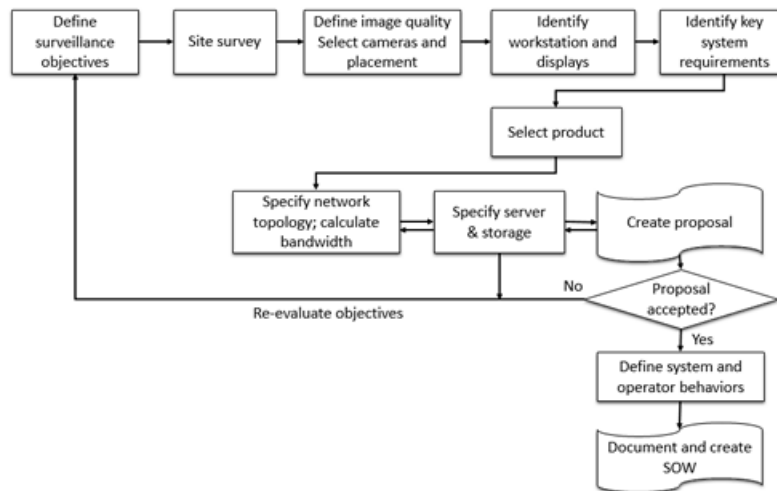 Define
surveillance
objectives
Site survey
Define image quality
Select cameras and
placement
Identify
workstation and
displays
Identify key
system
requirements
Select product
Specify network
topology; calculate
bandwidth
Specify server
& storage
Create proposal
No
Proposal
accepted?
Re-evaluate objectives
Yes
Define system and
operator behaviors
Document and create
SOW